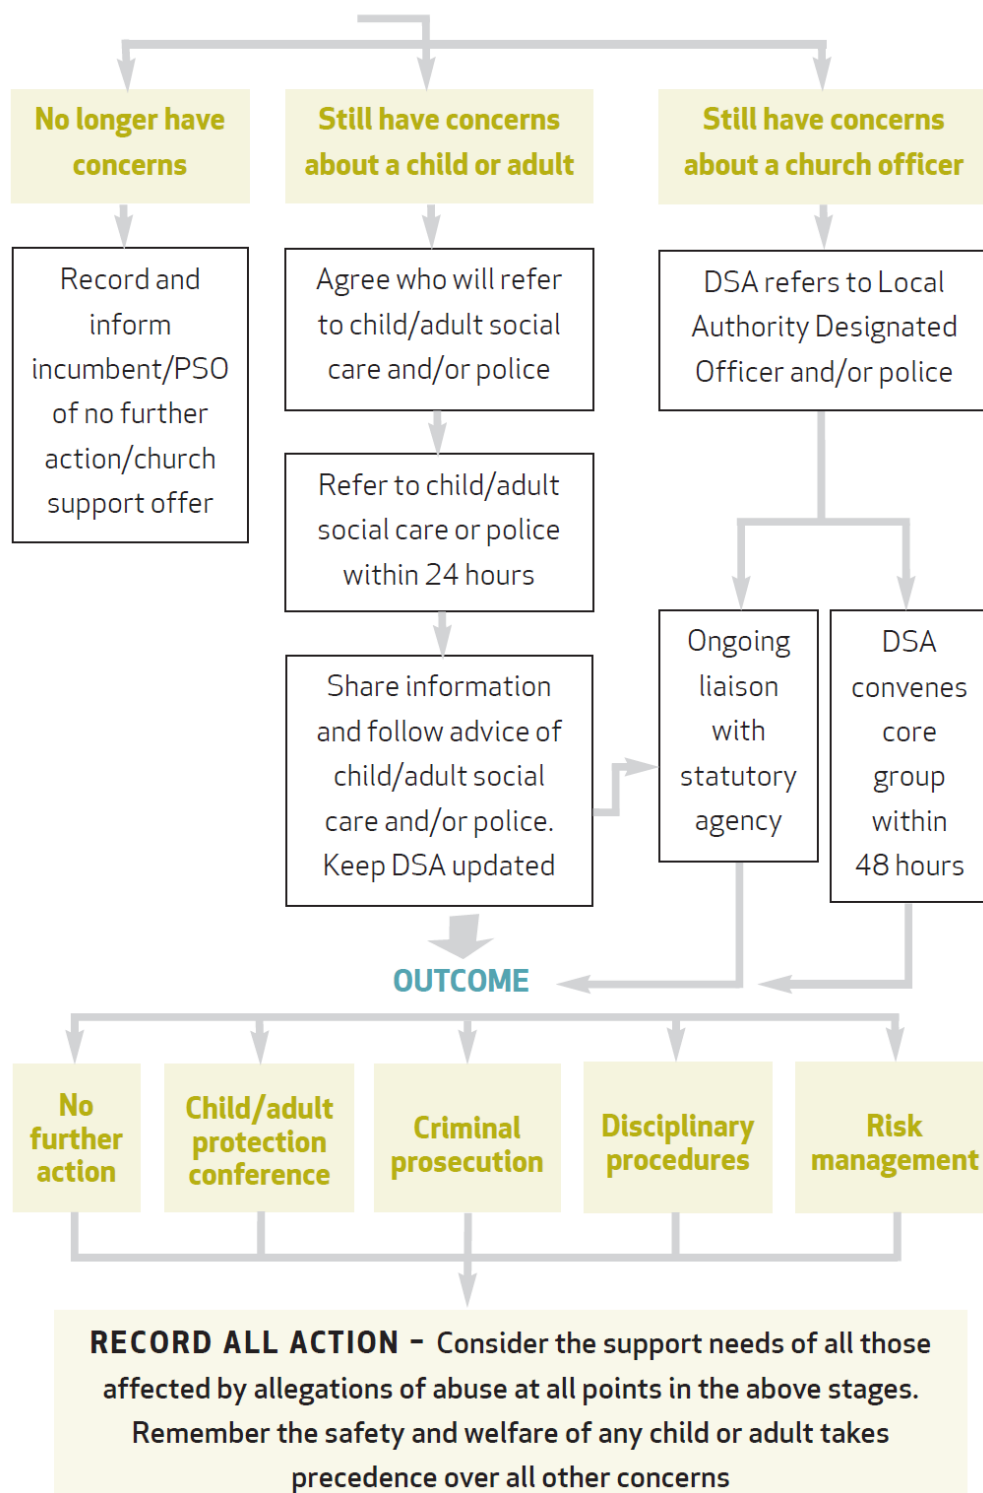 No longer have
concerns
Still have concerns
about a child or adult
Still have concerns
about a church officer
Record and
inform
incumbent/PSO
of no further
action/church
support offer
Agree who will refer
to child/adult social
care and/or police
DSA refers to Local
Authority Designated
Officer and/or police
Refer to child/adult
social care or police
within 24 hours
Share information
and follow advice of
child/adult social
care and/or police.
Keep DSA updated
Ongoing
liaison
with
statutory
agency
DSA
convenes
core
group
within
48 hours
OUTCOME
No
further
action
Child/adult
protection
conference
Criminal
prosecution
Disciplinary
procedures
Risk
management
RECORD ALL ACTION – Consider the support needs of all those
affected by allegations of abuse at all points in the above stages.
Remember the safety and welfare of any child or adult takes
precedence over all other concerns